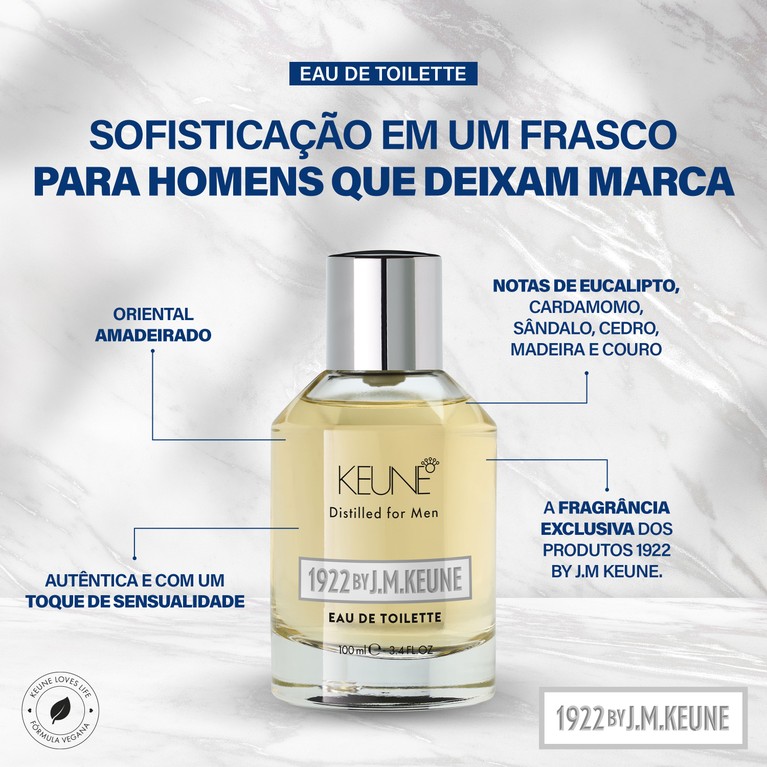 EAU DE TOILETTE
SOFISTICAÇÃO EM UM FRASCO
PARA HOMENS QUE DEIXAM MARCA
ORIENTAL
AMADEIRADO
NOTAS DE EUCALIPTO,
CARDAMOMO,
SÂNDALO, CEDRO,
MADEIRA E COURO
KEUNE
Distilled for Men
1922 BY J.M.KEUNE
EAU DE TOILETTE
100 ml ℮ - 3.4 FL.OZ
A FRAGRÂNCIA
EXCLUSIVA DOS
PRODUTOS 1922
BY J.M KEUNE.
AUTÊNTICA E COM UM
TOQUE DE SENSUALIDADE
KEUNE LOVES LIFE
FÓRMULA VEGANA
1922 BY J.M.KEUNE